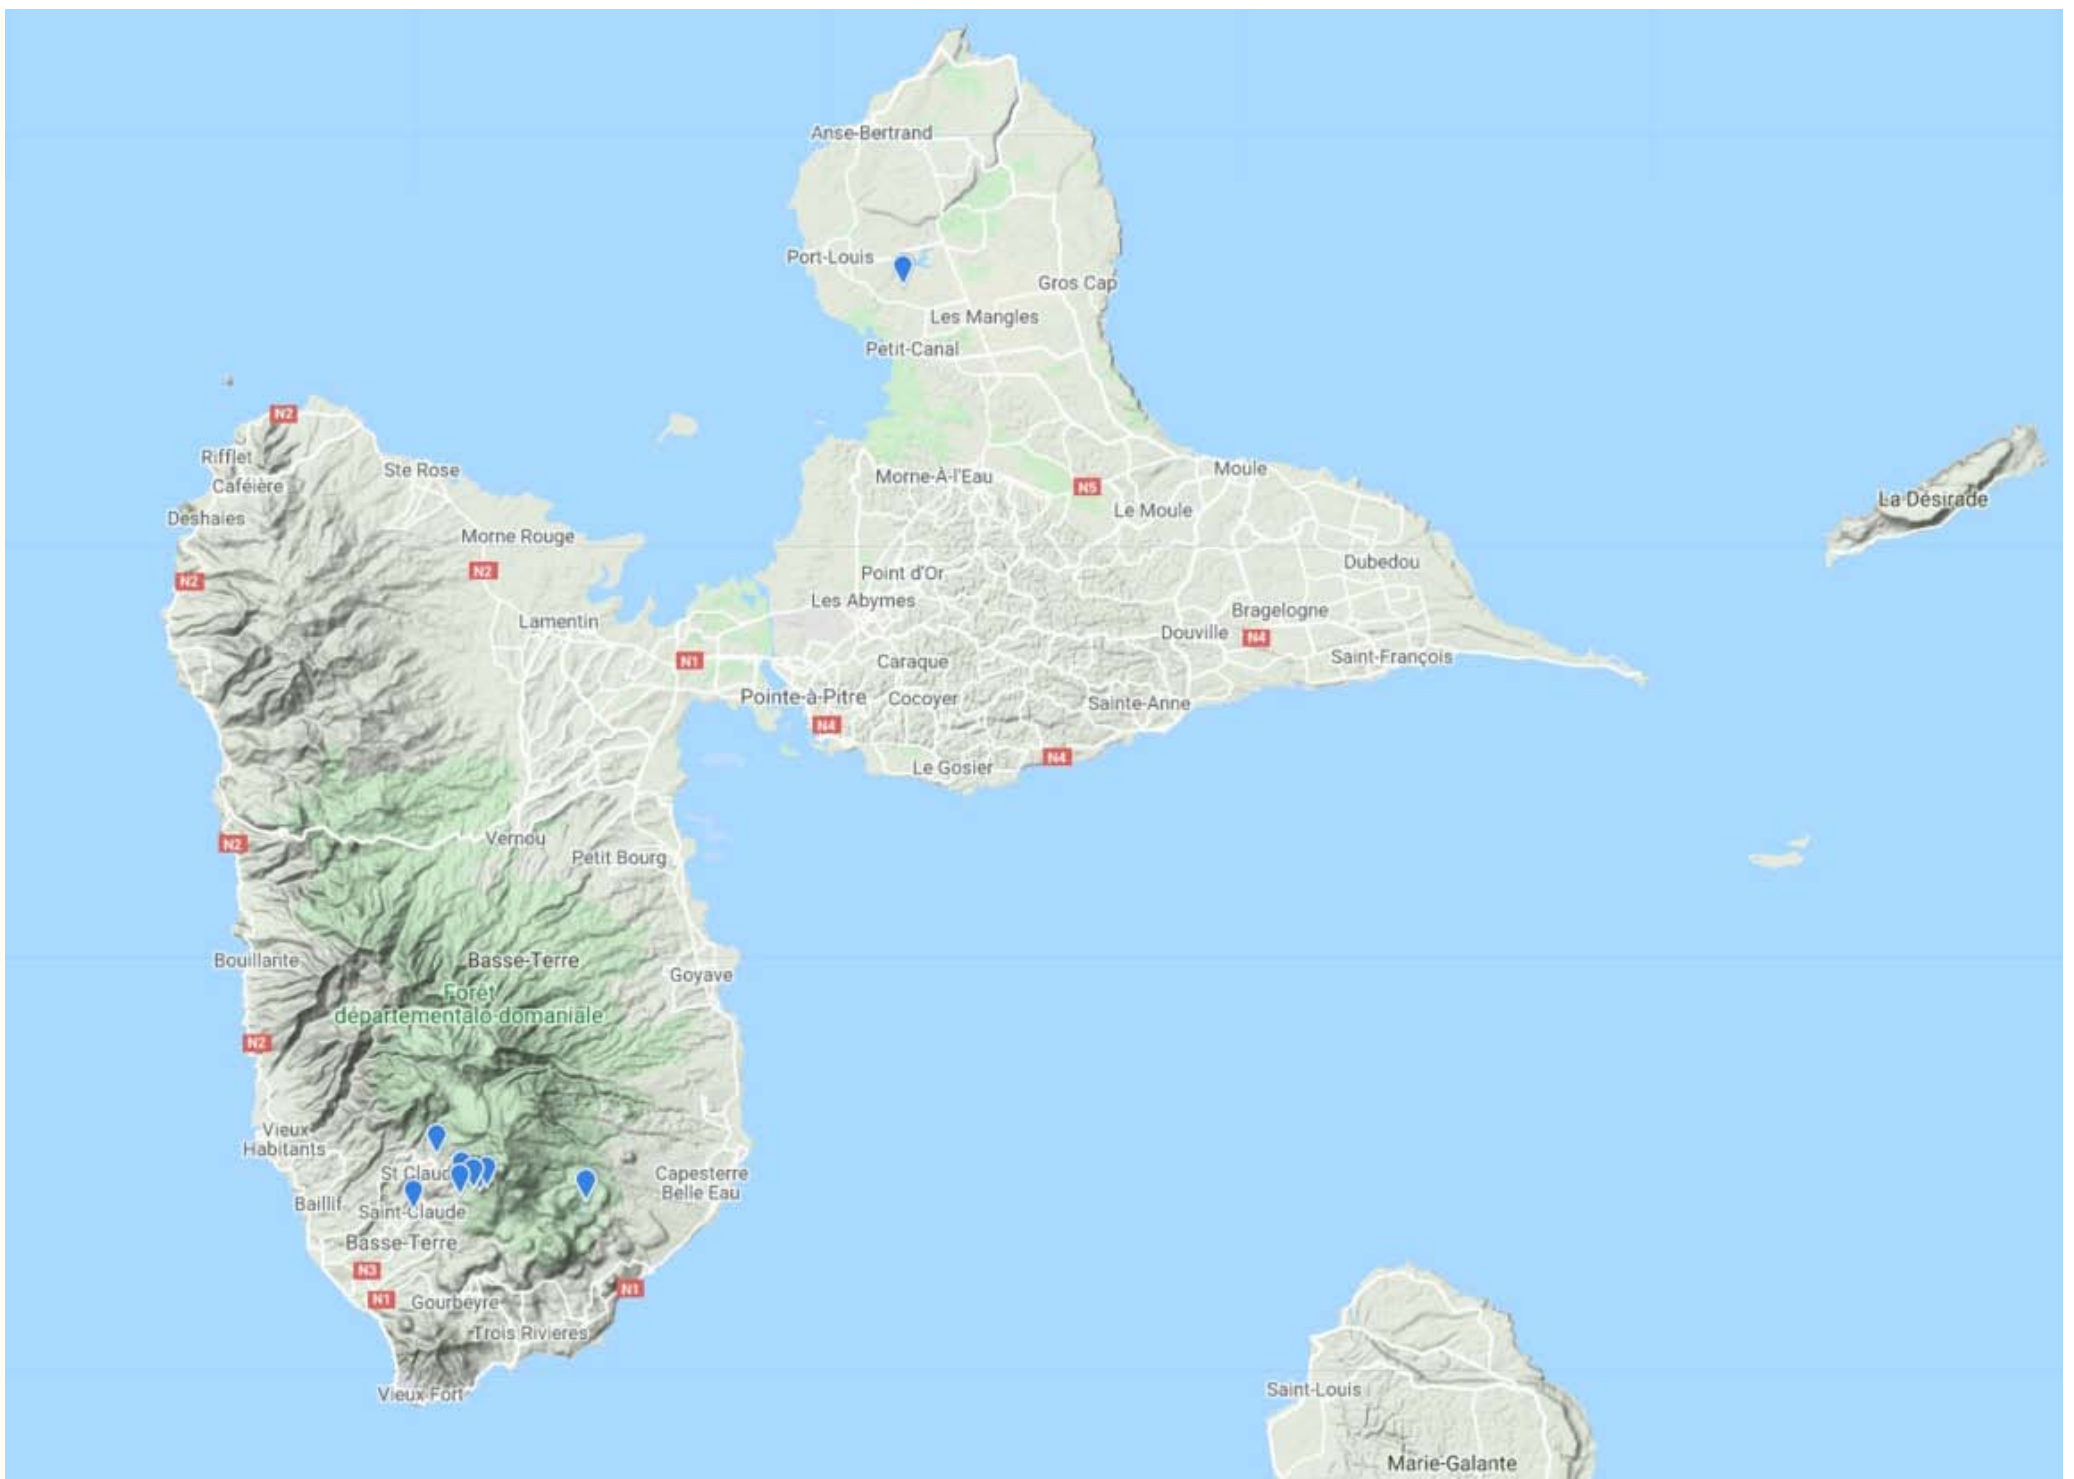 Anse-Bertrand
Port-Louis
Gros Cap
Les Mangles
Petit-Canal
N2
Rifflet
Ste Rose
Caféière
Deshaies
Morne-À-l'Eau
N5
Moule
Le Moule
La Désirade
Morne Rouge
N2
N2
Point d'Or
Dubedou
Les Abymes
Bragelogne
Lamentin
Douville
N4
N1
Caraque
Saint-François
Pointe-à-Pitre
Cocoyer
Sainte-Anne
N4
N4
Le Gosier
N2
Vernou
Petit Bourg
Bouillante
Basse-Terre
Goyave
Forêt
départementalo-domaniale
N2
Vieux
Habitants
St Claud
Capesterre
Belle Eau
Baillif
Saint-Claude
Basse-Terre
N3
N1
N1
Gourbeyre
Trois Rivieres
Vieux Fort
Saint-Louis
Marie-Galante